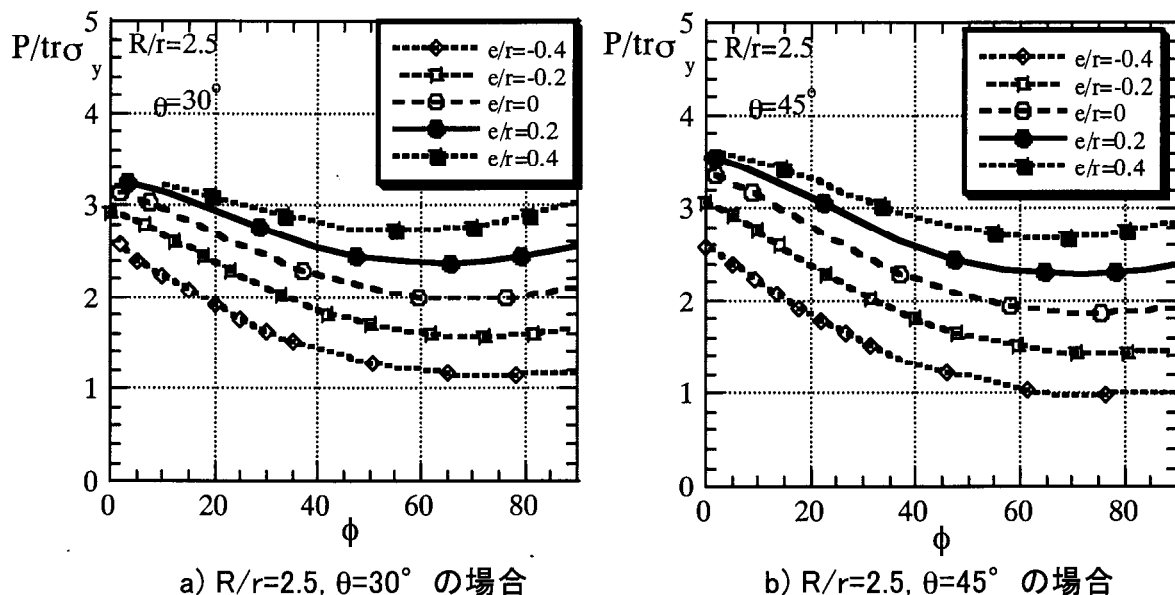 P/trσy
5
4
3
2
1
0
R/r=2.5
θ=30°
e/r=-0.4
e/r=-0.2
e/r=0
e/r=0.2
e/r=0.4
0 20 40 60 80
φ
a) R/r=2.5, θ=30° の場合
P/trσy
5
4
3
2
1
0
R/r=2.5
θ=45°
e/r=-0.4
e/r=-0.2
e/r=0
e/r=0.2
e/r=0.4
0 20 40 60 80
φ
b) R/r=2.5, θ=45° の場合